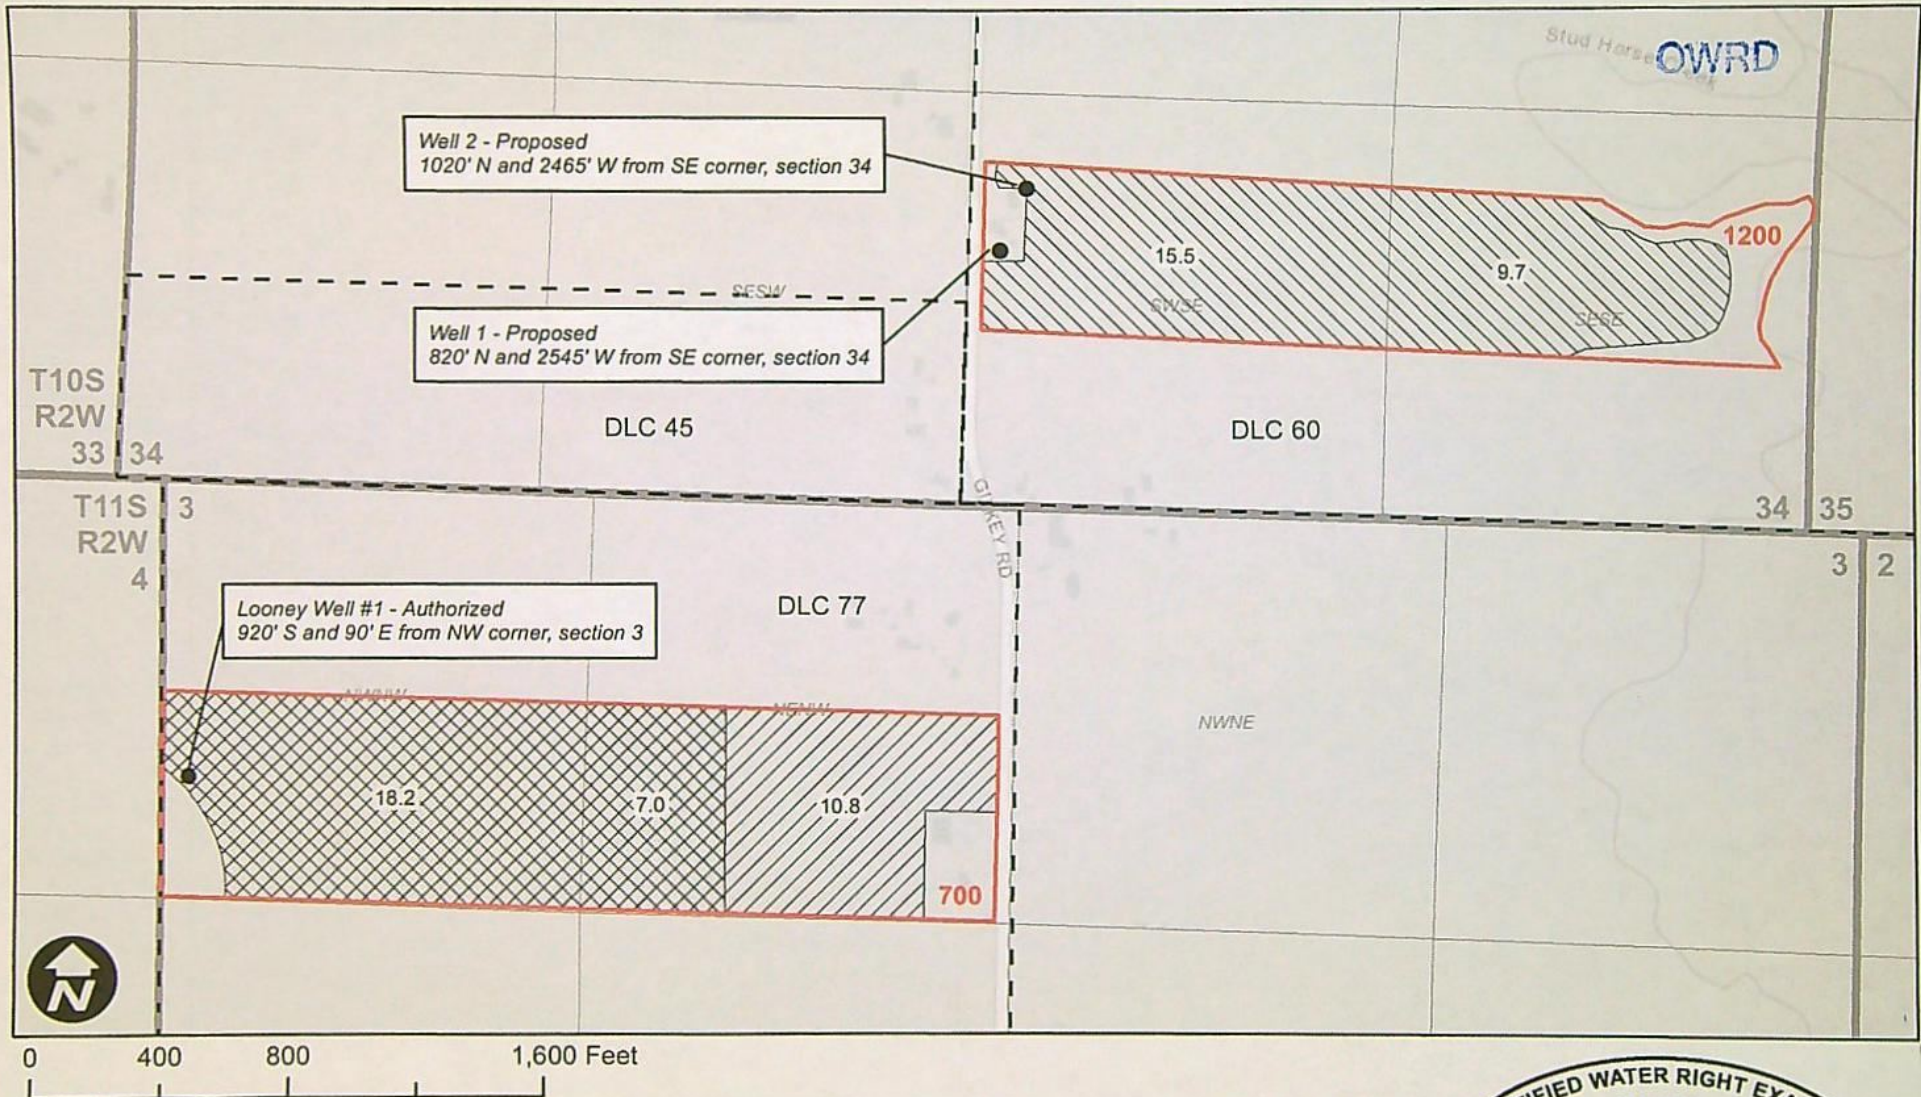 Stud Horse
OWRD
Well 2 - Proposed
1020' N and 2465' W from SE corner, section 34
1200
15.5
9.7
SESW
SWSE
SESE
Well 1 - Proposed
820' N and 2545' W from SE corner, section 34
T10S
R2W
33 34
DLC 45
DLC 60
34 35
T11S
R2W
3
4
3 2
Looney Well #1 - Authorized
920' S and 90' E from NW corner, section 3
DLC 77
NWNW
NENW
NWNE
18.2
7.0
10.8
700
N
0 400 800 1,600 Feet
WATER RIGHT